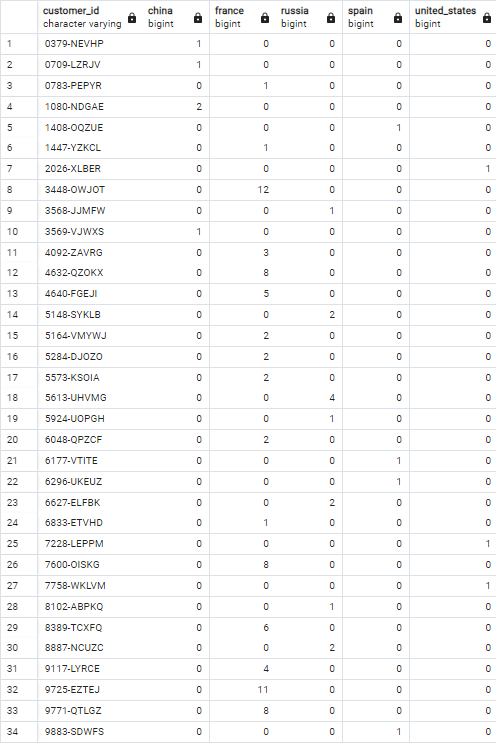 customer_id china france russia spain united_states
character varying bigint bigint bigint bigint bigint
1 0379-NEVHP 1 0 0 0 0
2 0709-LZRJV 1 0 0 0 0
3 0783-PEPYR 0 1 0 0 0
4 1080-NDGAE 2 0 0 0 0
5 1408-OQZUE 0 0 0 1 0
6 1447-YZKCL 0 1 0 0 0
7 2026-XLBER 0 0 0 0 1
8 3448-OWJOT 0 12 0 0 0
9 3568-JJMFW 0 0 1 0 0
10 3569-VJWXS 1 0 0 0 0
11 4092-ZAVRG 0 3 0 0 0
12 4632-QZOKX 0 8 0 0 0
13 4640-FGEJI 0 5 0 0 0
14 5148-SYKLB 0 0 2 0 0
15 5164-VMYWJ 0 2 0 0 0
16 5284-DJOZO 0 2 0 0 0
17 5573-KSOIA 0 2 0 0 0
18 5613-UHVMG 0 0 4 0 0
19 5924-UOPGH 0 0 1 0 0
20 6048-QPZCF 0 2 0 0 0
21 6177-VTITE 0 0 0 1 0
22 6296-UKEUZ 0 0 0 1 0
23 6627-ELFBK 0 0 2 0 0
24 6833-ETVHD 0 1 0 0 0
25 7228-LEPPM 0 0 0 0 1
26 7600-OISKG 0 8 0 0 0
27 7758-WKLVM 0 0 0 0 1
28 8102-ABPKQ 0 0 1 0 0
29 8389-TCXFQ 0 6 0 0 0
30 8887-NCUZC 0 0 2 0 0
31 9117-LYRCE 0 4 0 0 0
32 9725-EZTEJ 0 11 0 0 0
33 9771-QTLGZ 0 8 0 0 0
34 9883-SDWFS 0 0 0 1 0